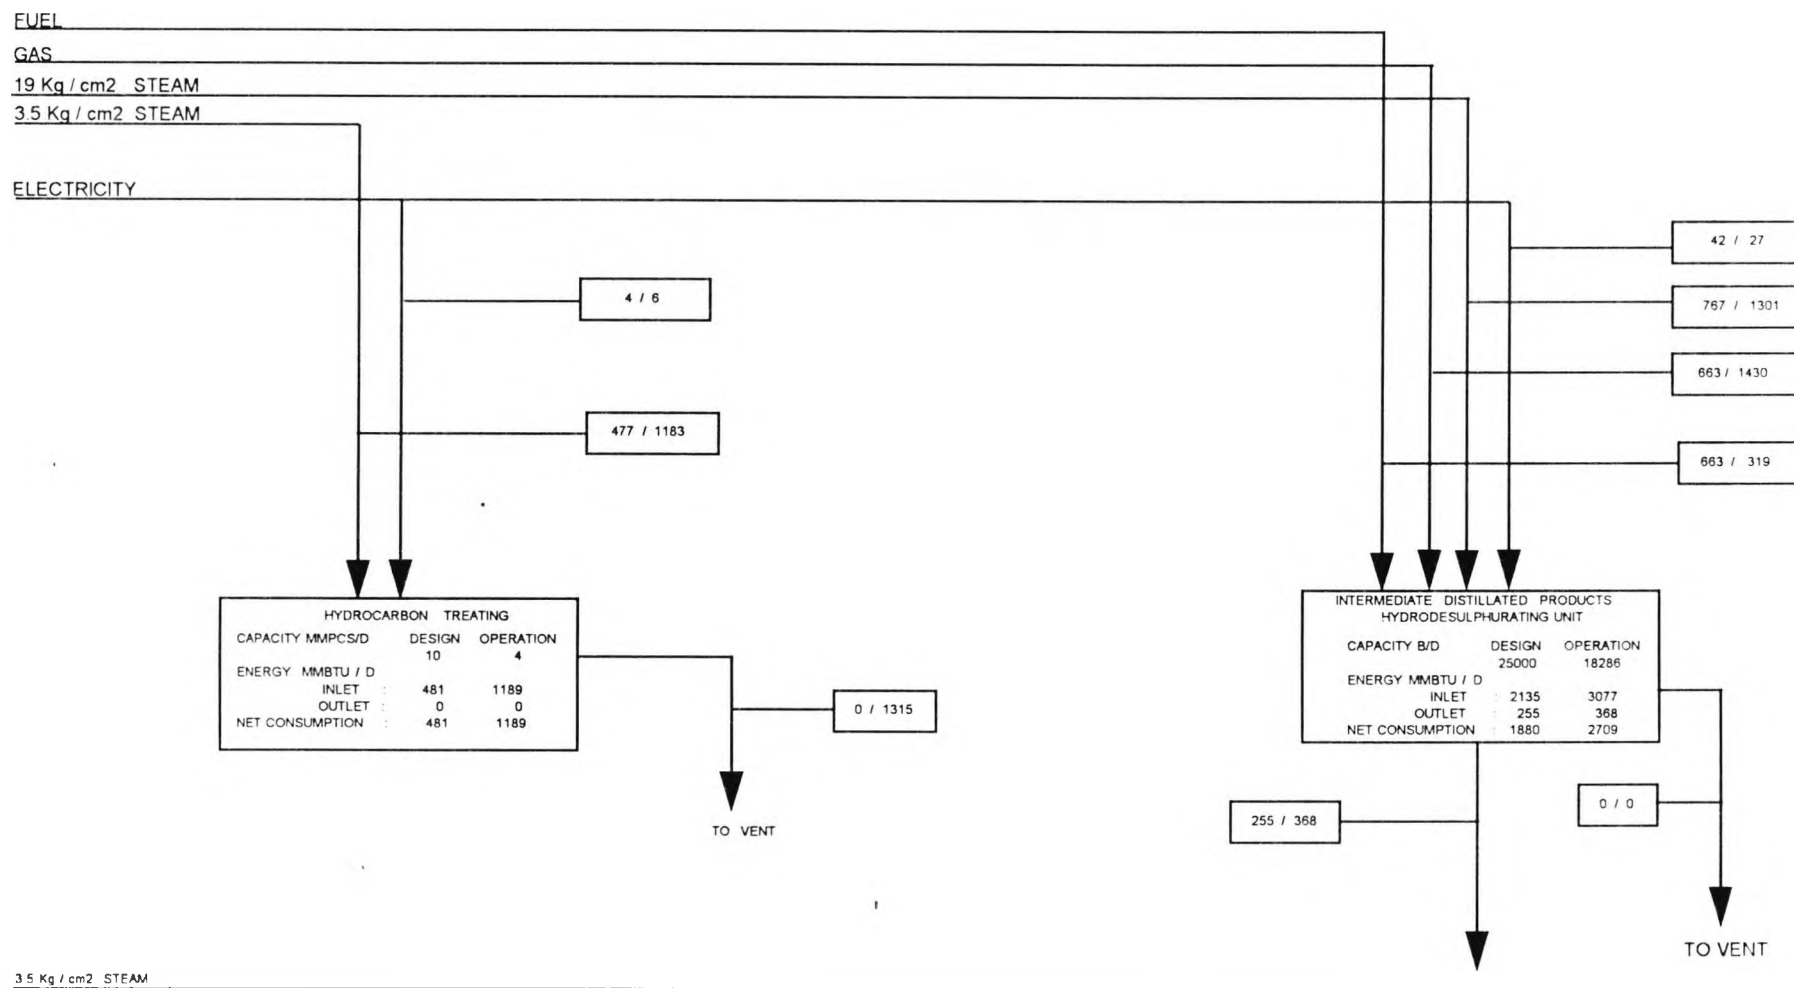 FUEL
GAS
19 Kg / cm2 STEAM
3.5 Kg / cm2 STEAM
ELECTRICITY
42 / 27
4 / 6
767 / 1301
663 / 1430
477 / 1183
663 / 319
HYDROCARBON TREATING
CAPACITY MMPCS/D DESIGN OPERATION
10 4
ENERGY MMBTU / D
INLET : 481 1189
OUTLET : 0 0
NET CONSUMPTION : 481 1189
0 / 1315
TO VENT
INTERMEDIATE DISTILLATED PRODUCTS
HYDRODESULPHURATING UNIT
CAPACITY B/D DESIGN OPERATION
25000 18286
ENERGY MMBTU / D
INLET : 2135 3077
OUTLET : 255 368
NET CONSUMPTION : 1880 2709
0 / 0
255 / 368
TO VENT
3.5 Kg / cm2 STEAM